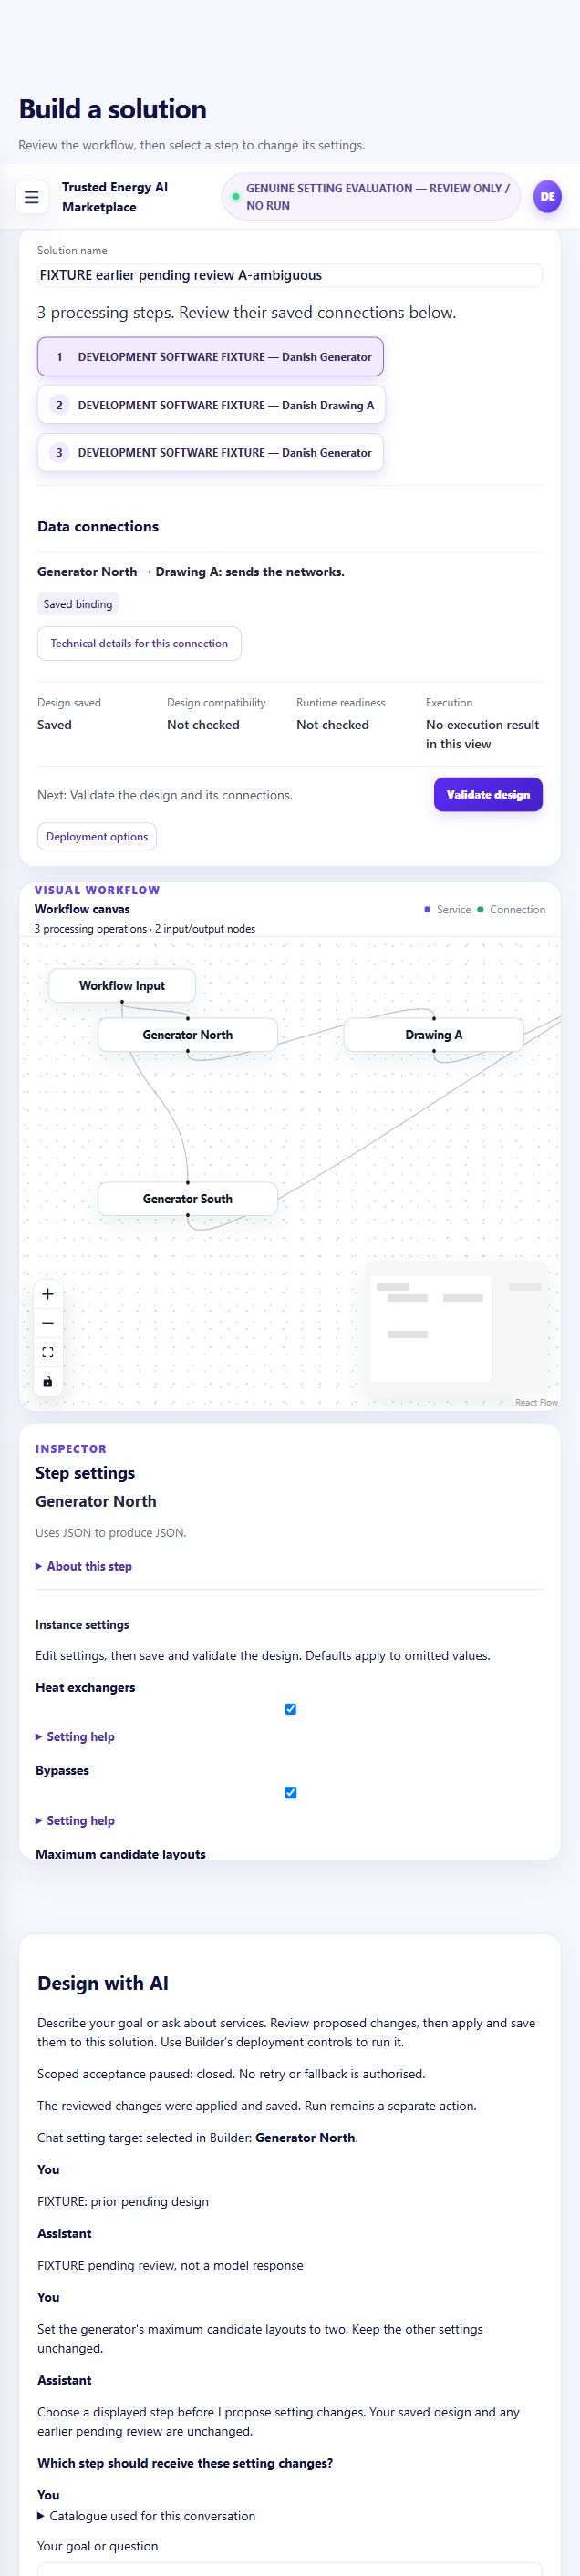 Build a solution
Review the workflow, then select a step to change its settings.
Trusted Energy AI
Marketplace
GENUINE SETTING EVALUATION — REVIEW ONLY /
NO RUN
DE
Solution name
FIXTURE earlier pending review A-ambiguous
3 processing steps. Review their saved connections below.
1 DEVELOPMENT SOFTWARE FIXTURE — Danish Generator
2 DEVELOPMENT SOFTWARE FIXTURE — Danish Drawing A
3 DEVELOPMENT SOFTWARE FIXTURE — Danish Generator
Data connections
Generator North → Drawing A: sends the networks.
Saved binding
Technical details for this connection
Design saved
Saved
Design compatibility
Not checked
Runtime readiness
Not checked
Execution
No execution result
in this view
Next: Validate the design and its connections.
Validate design
Deployment options
VISUAL WORKFLOW
Workflow canvas
3 processing operations · 2 input/output nodes
Service
Connection
Workflow Input
Generator North
Drawing A
Generator South
React Flow
INSPECTOR
Step settings
Generator North
Uses JSON to produce JSON.
About this step
Instance settings
Edit settings, then save and validate the design. Defaults apply to omitted values.
Heat exchangers
Setting help
Bypasses
Setting help
Maximum candidate layouts
Design with AI
Describe your goal or ask about services. Review proposed changes, then apply and save
them to this solution. Use Builder's deployment controls to run it.
Scoped acceptance paused: closed. No retry or fallback is authorised.
The reviewed changes were applied and saved. Run remains a separate action.
Chat setting target selected in Builder: Generator North.
You
FIXTURE: prior pending design
Assistant
FIXTURE pending review, not a model response
You
Set the generator's maximum candidate layouts to two. Keep the other settings
unchanged.
Assistant
Choose a displayed step before I propose setting changes. Your saved design and any
earlier pending review are unchanged.
Which step should receive these setting changes?
You
Catalogue used for this conversation
Your goal or question